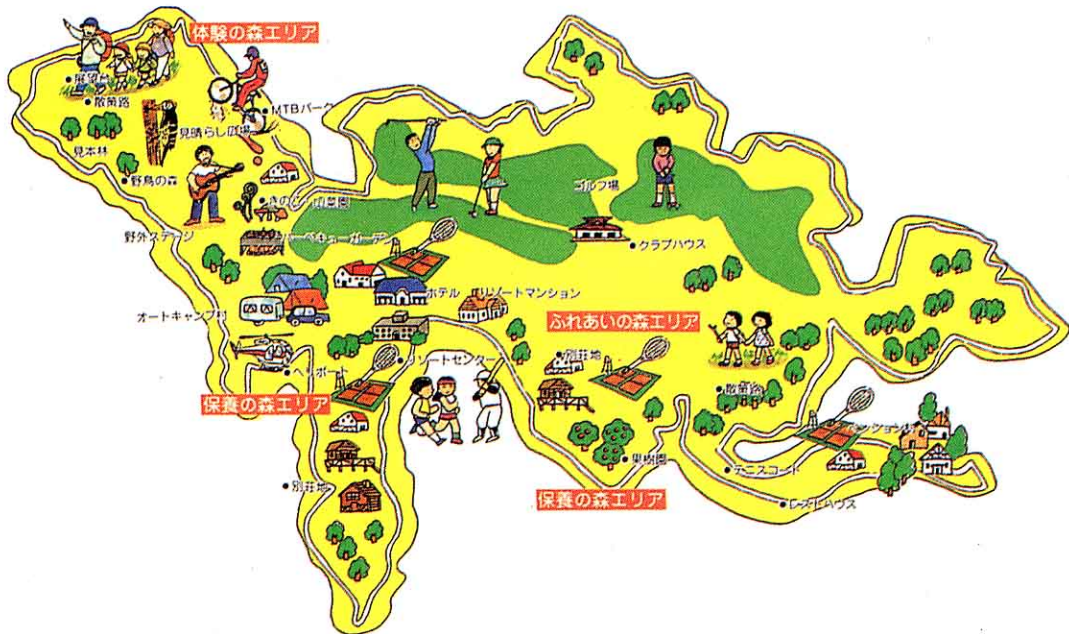 体験の森エリア
展望台
散策路
MTBパーク
見晴らし広場
見本林
野鳥の森
野外ステージ
バーベキューガーデン
ゴルフ場
クラブハウス
ホテル
リゾートマンション
オートキャンプ村
ふれあいの森エリア
リゾートセンター
別荘地
ヘリポート
散策路
保養の森エリア
果樹園
テニスコート
別荘地
保養の森エリア
レストハウス